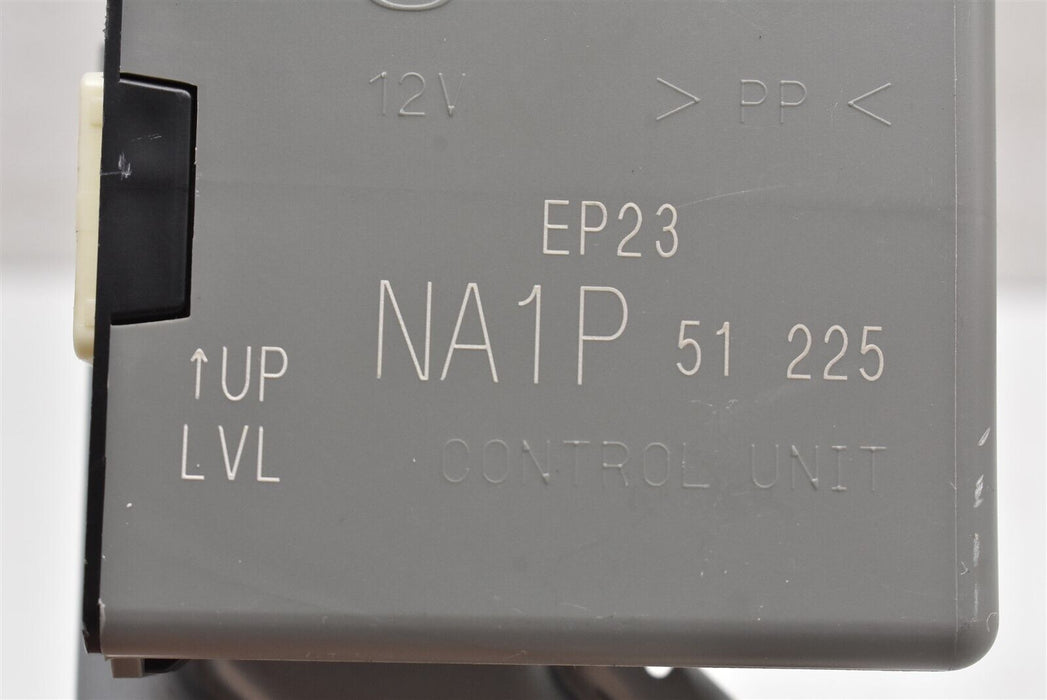 12V > PP <
EP23
NA1P 51 225
↑UP
LVL
CONTROL UNIT